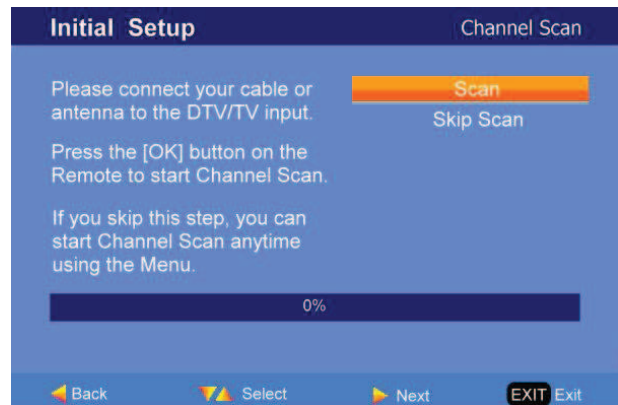 Initial Setup
Channel Scan
Please connect your cable or
antenna to the DTV/TV input.
Press the [OK] button on the
Remote to start Channel Scan.
If you skip this step, you can
start Channel Scan anytime
using the Menu.
Scan
Skip Scan
0%
Back Select Next EXIT Exit